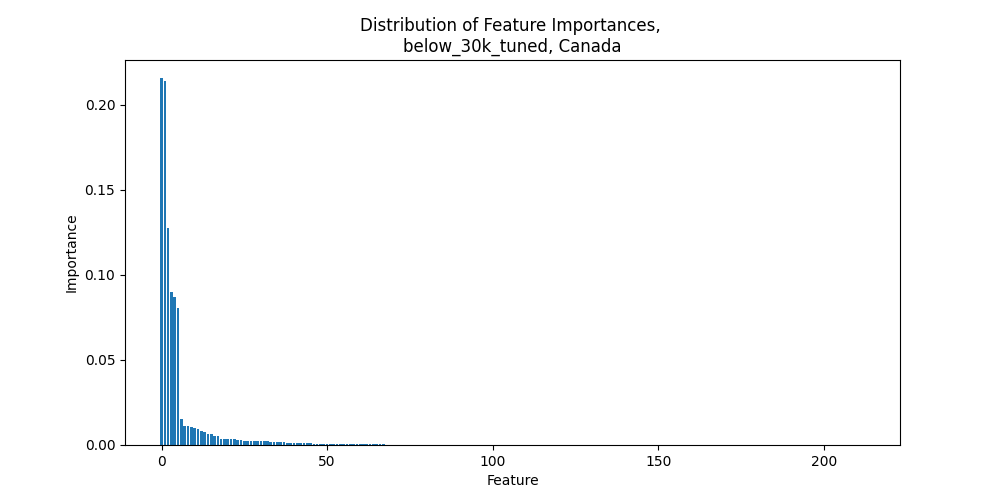 Distribution of Feature Importances,
below_30k_tuned, Canada
Importance
0.20
0.15
0.10
0.05
0.00
0
50
100
150
200
Feature